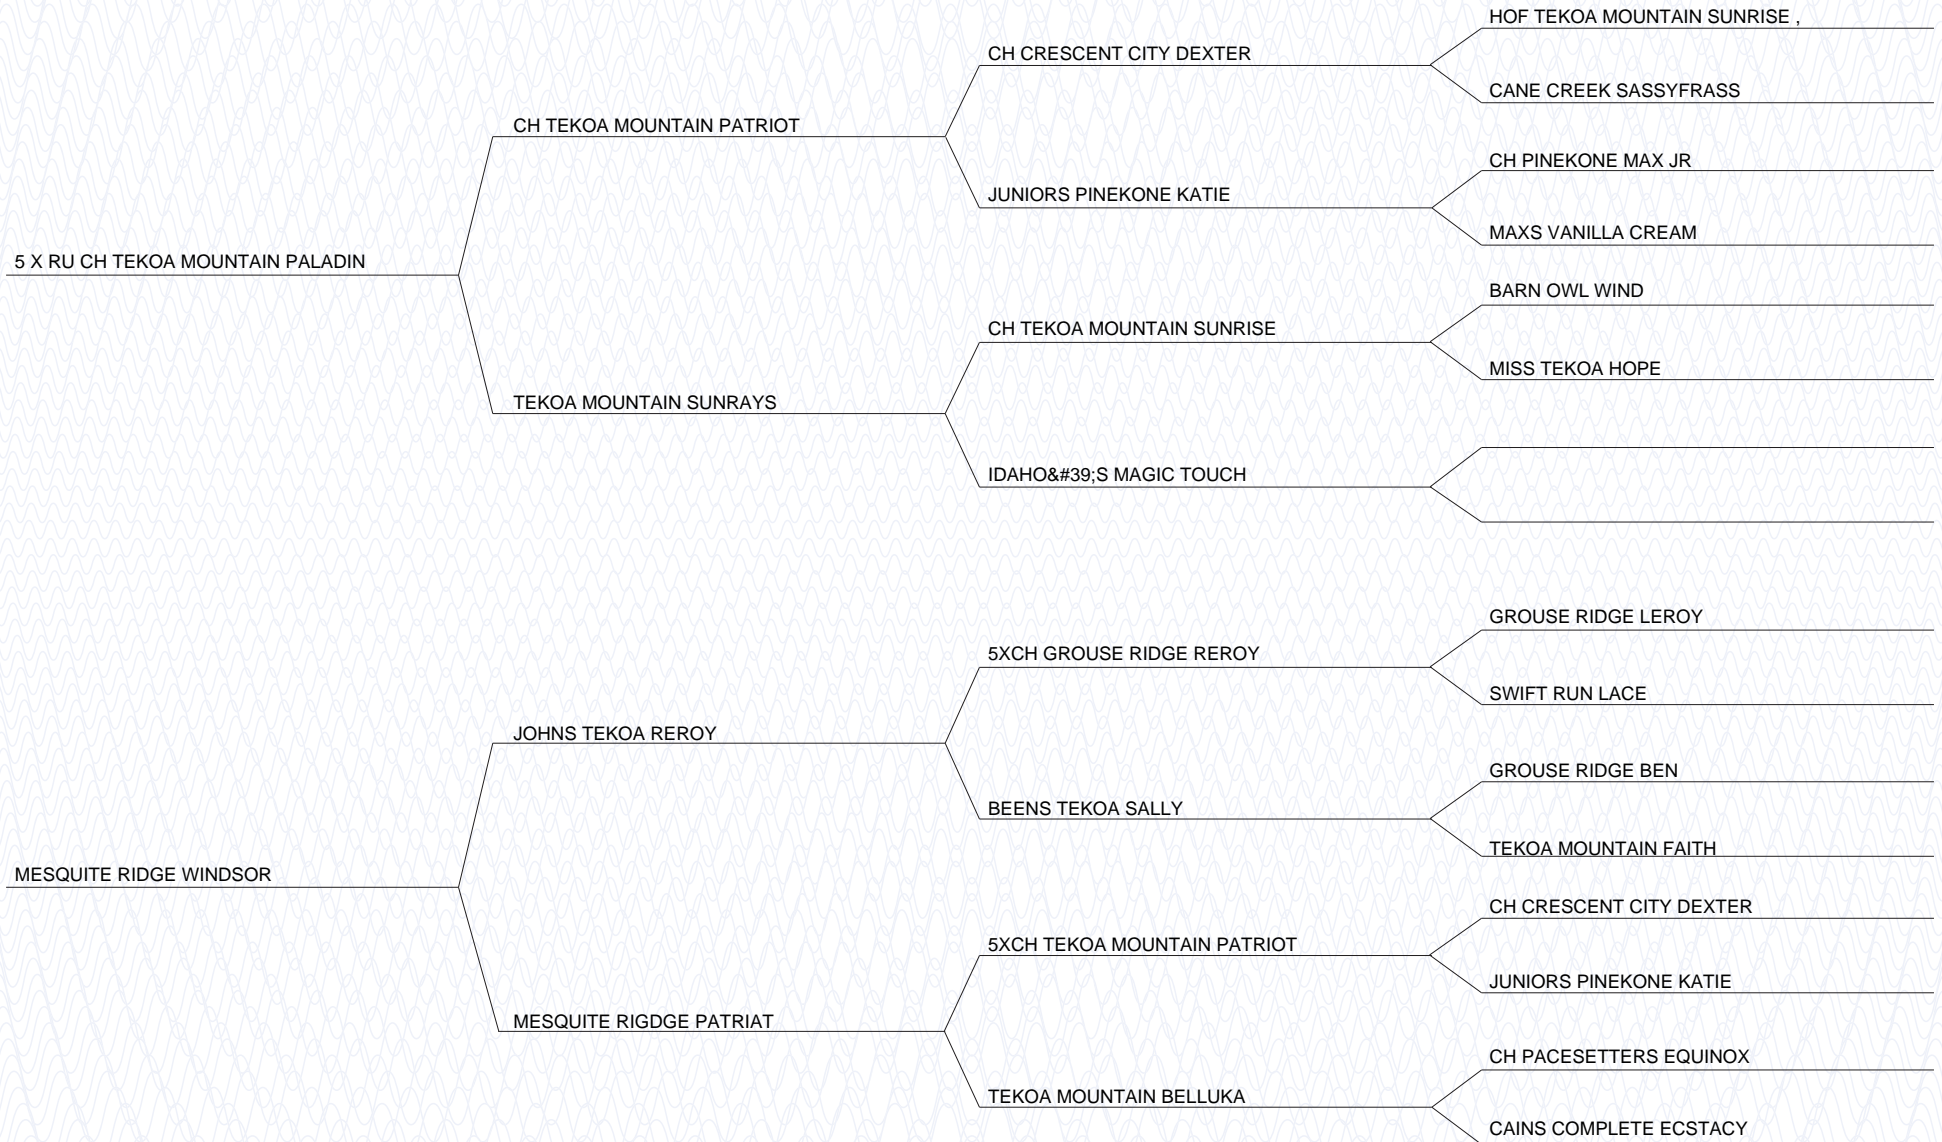 HOF TEKOA MOUNTAIN SUNRISE ,
CH CRESCENT CITY DEXTER
CANE CREEK SASSYFRASS
CH TEKOA MOUNTAIN PATRIOT
CH PINEKONE MAX JR
JUNIORS PINEKONE KATIE
MAXS VANILLA CREAM
5 X RU CH TEKOA MOUNTAIN PALADIN
BARN OWL WIND
CH TEKOA MOUNTAIN SUNRISE
MISS TEKOA HOPE
TEKOA MOUNTAIN SUNRAYS
IDAHO&#39;S MAGIC TOUCH
GROUSE RIDGE LEROY
5XCH GROUSE RIDGE REROY
SWIFT RUN LACE
JOHNS TEKOA REROY
GROUSE RIDGE BEN
BEENS TEKOA SALLY
TEKOA MOUNTAIN FAITH
MESQUITE RIDGE WINDSOR
CH CRESCENT CITY DEXTER
5XCH TEKOA MOUNTAIN PATRIOT
JUNIORS PINEKONE KATIE
MESQUITE RIGDGE PATRIAT
CH PACESETTERS EQUINOX
TEKOA MOUNTAIN BELLUKA
CAINS COMPLETE ECSTACY